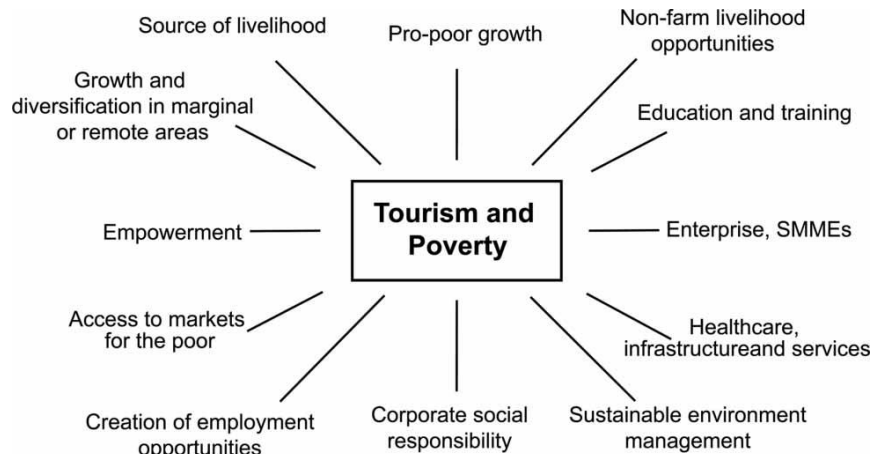 Source of livelihood
Pro-poor growth
Non-farm livelihood
opportunities
Growth and
diversification in marginal
or remote areas
Education and training
Tourism and
Poverty
Empowerment
Enterprise, SMMEs
Access to markets
for the poor
Healthcare,
infrastructureand services
Creation of employment
opportunities
Corporate social
responsibility
Sustainable environment
management